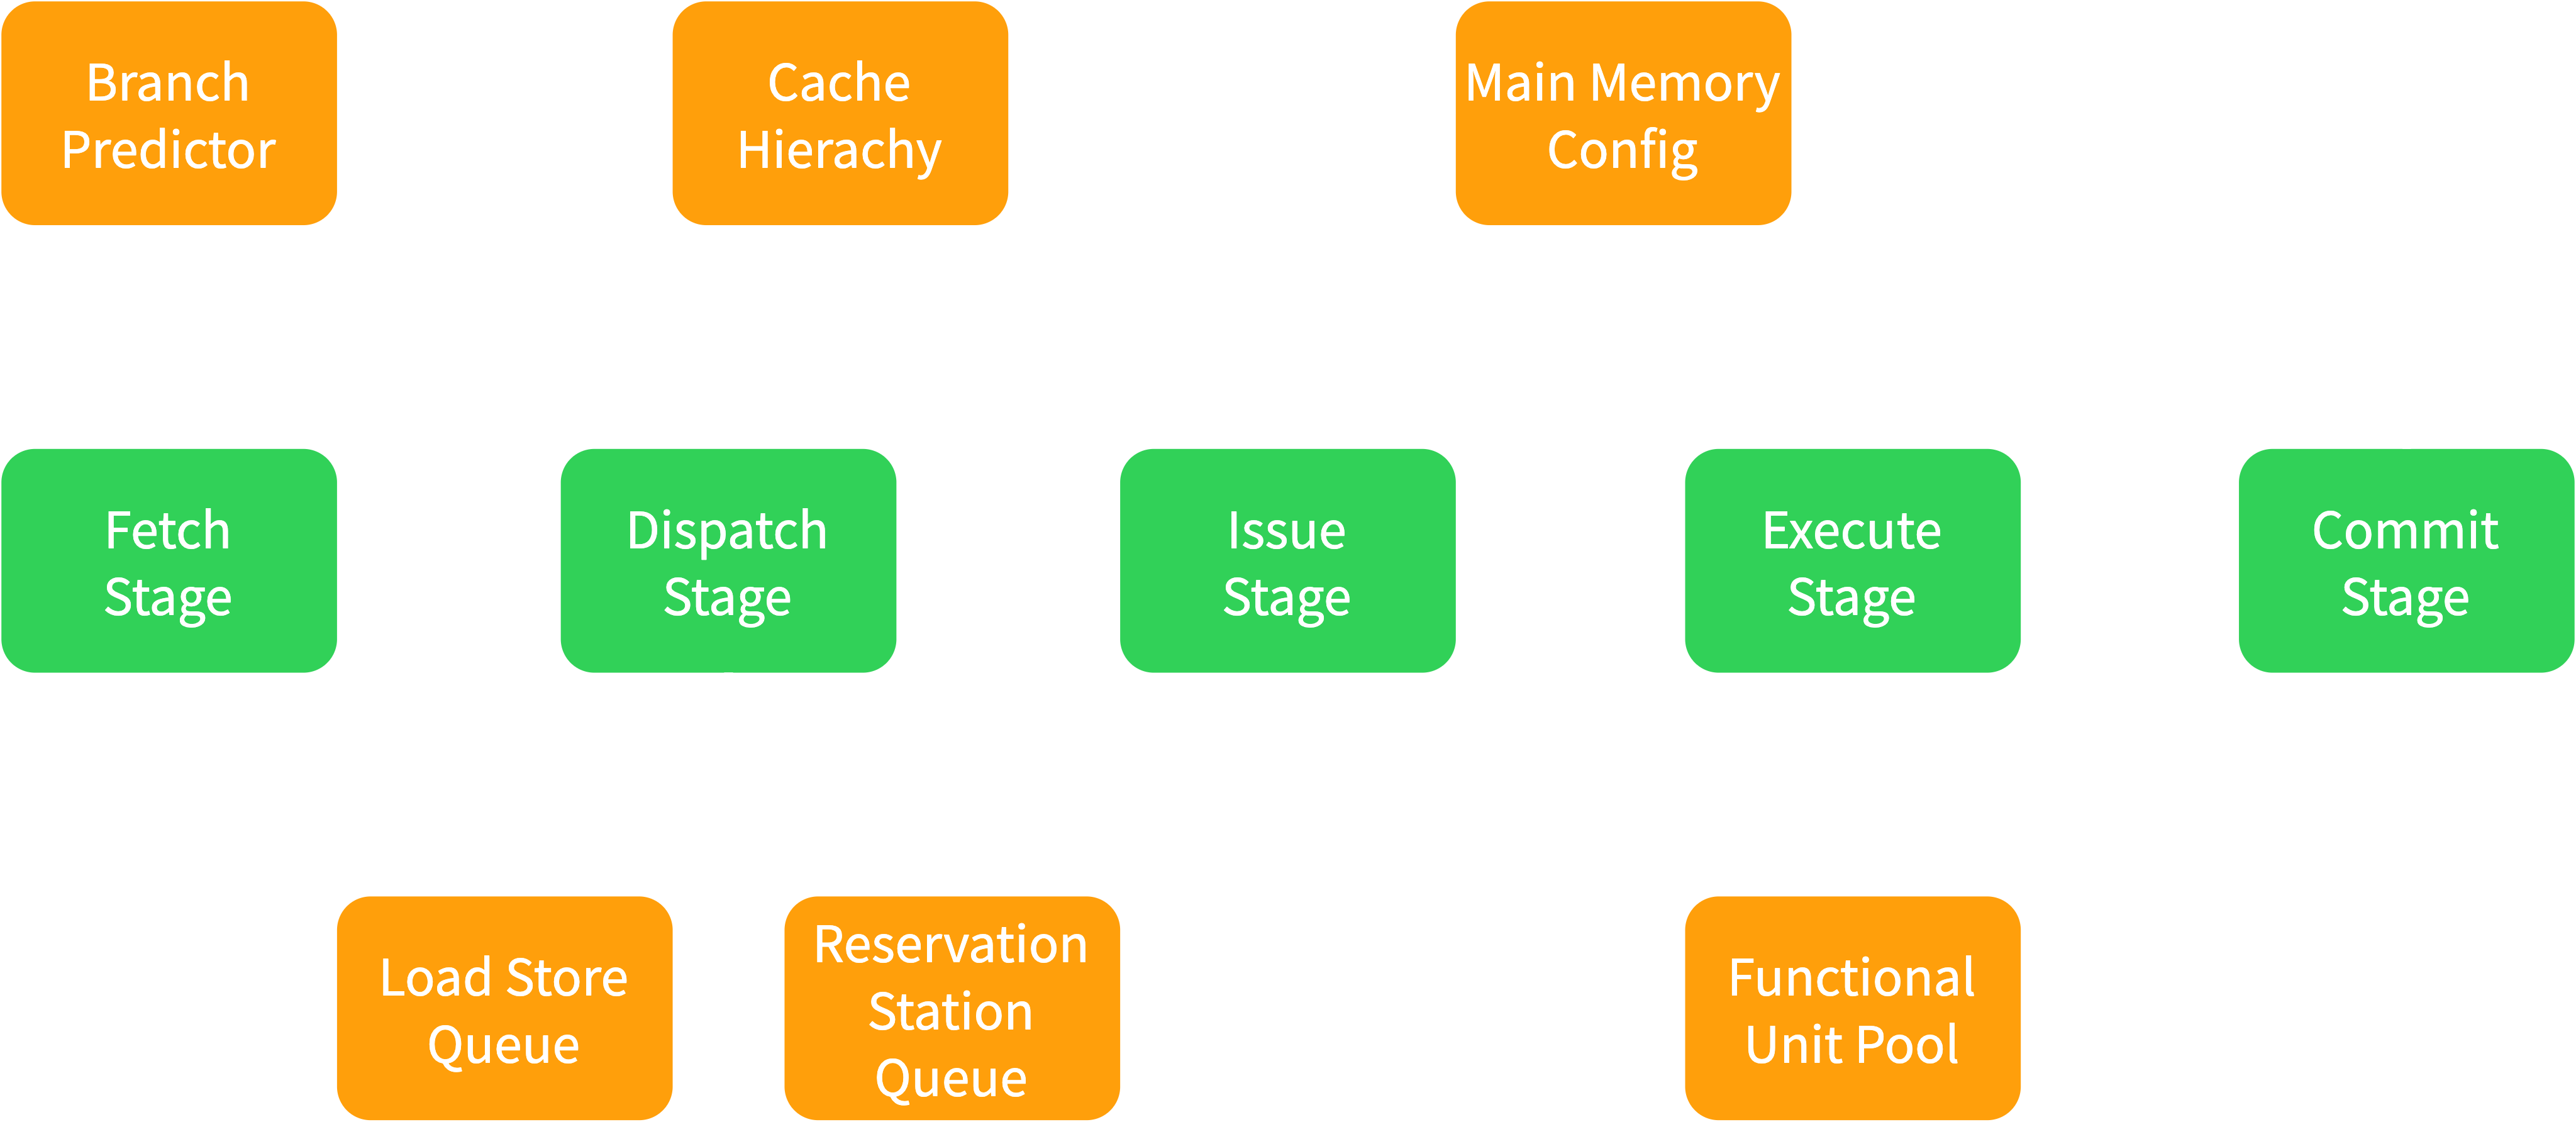 Branch
Predictor
Cache
Hierachy
Main Memory
Config
Fetch
Stage
Dispatch
Stage
Issue
Stage
Execute
Stage
Commit
Stage
Load Store
Queue
Reservation
Station
Queue
Functional
Unit Pool